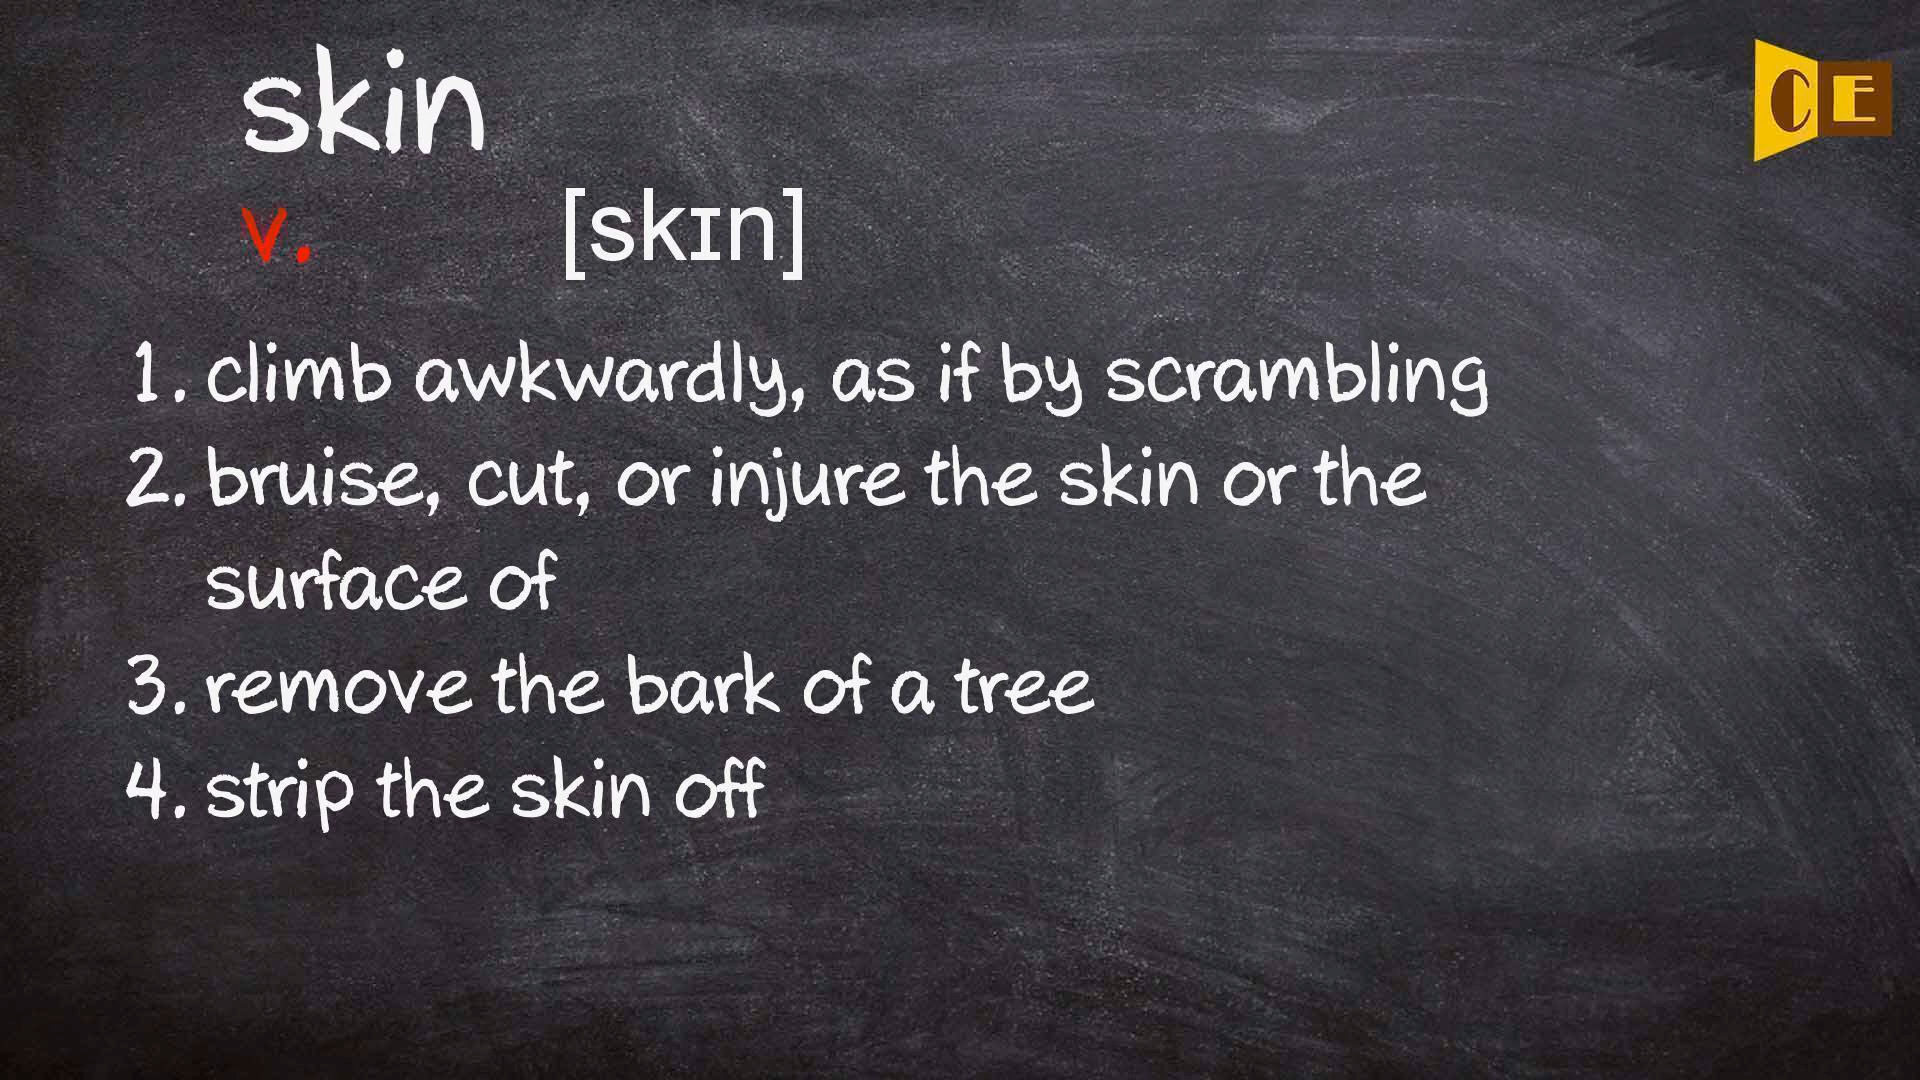 skin
CE
v. [skɪn]
1. climb awkwardly, as if by scrambling
2. bruise, cut, or injure the skin or the
surface of
3. remove the bark of a tree
4. strip the skin off